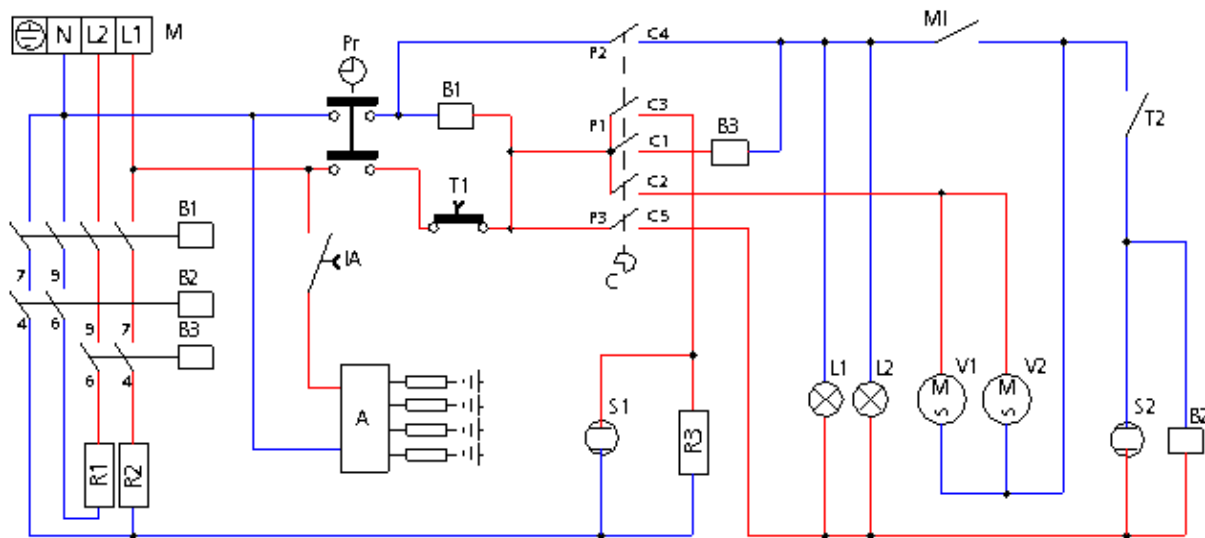 N L2 L1 M
Pr
P2 C4
MI
B1
C3
P1
C1
B3
T2
C2
T1
P3 C5
B1
IA
C
7 9
B2
4 6
9 7
B3
6 4
L1 L2 V1 V2
M M
S S
A
S1
R3
S2
B2
R1 R2